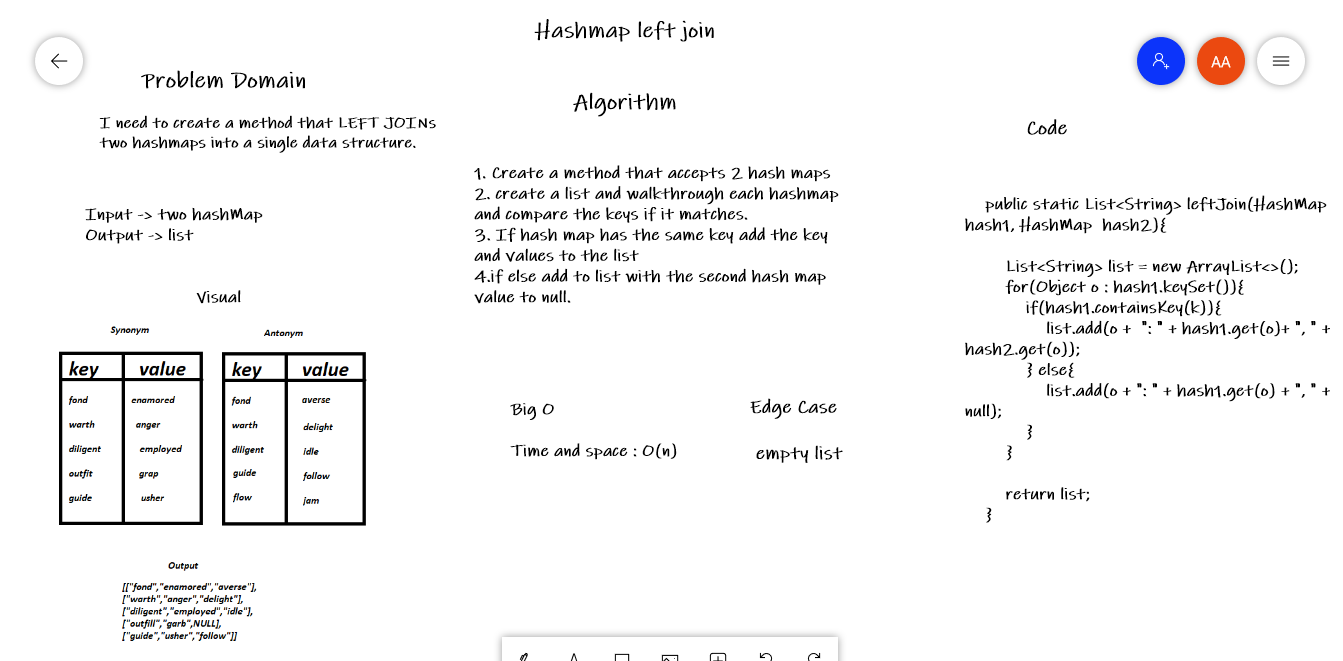 Hashmap left join
AA
Problem Domain
I need to create a method that LEFT JOINs
two hashmaps into a single data structure.
Input -> two hashMap
Output -> list
Visual
Synonym
key value
fond enamored
warth anger
diligent employed
outfit grap
guide usher
Antonym
key value
fond averse
warth delight
diligent idle
guide follow
flow jam
Output
[["fond","enamored","averse"],
["warth","anger","delight"],
["diligent","employed","idle"],
["outfill","garb",NULL],
["guide","usher","follow"]]
Algorithm
1. Create a method that accepts 2 hash maps
2. create a list and walkthrough each hashmap
and compare the keys if it matches.
3. If hash map has the same key add the key
and values to the list
4.if else add to list with the second hash map
value to null.
Big O
Time and space : O(n)
Edge Case
empty list
Code
public static List<String> leftJoin(HashMap
hash1, HashMap hash2){
List<String> list = new ArrayList<>();
for(Object o : hash1.keySet()){
if(hash1.containsKey(k)){
list.add(o + ": " + hash1.get(o)+ ", " +
hash2.get(o));
} else{
list.add(o + ": " + hash1.get(o) + ", " +
null);
}
}
return list;
}